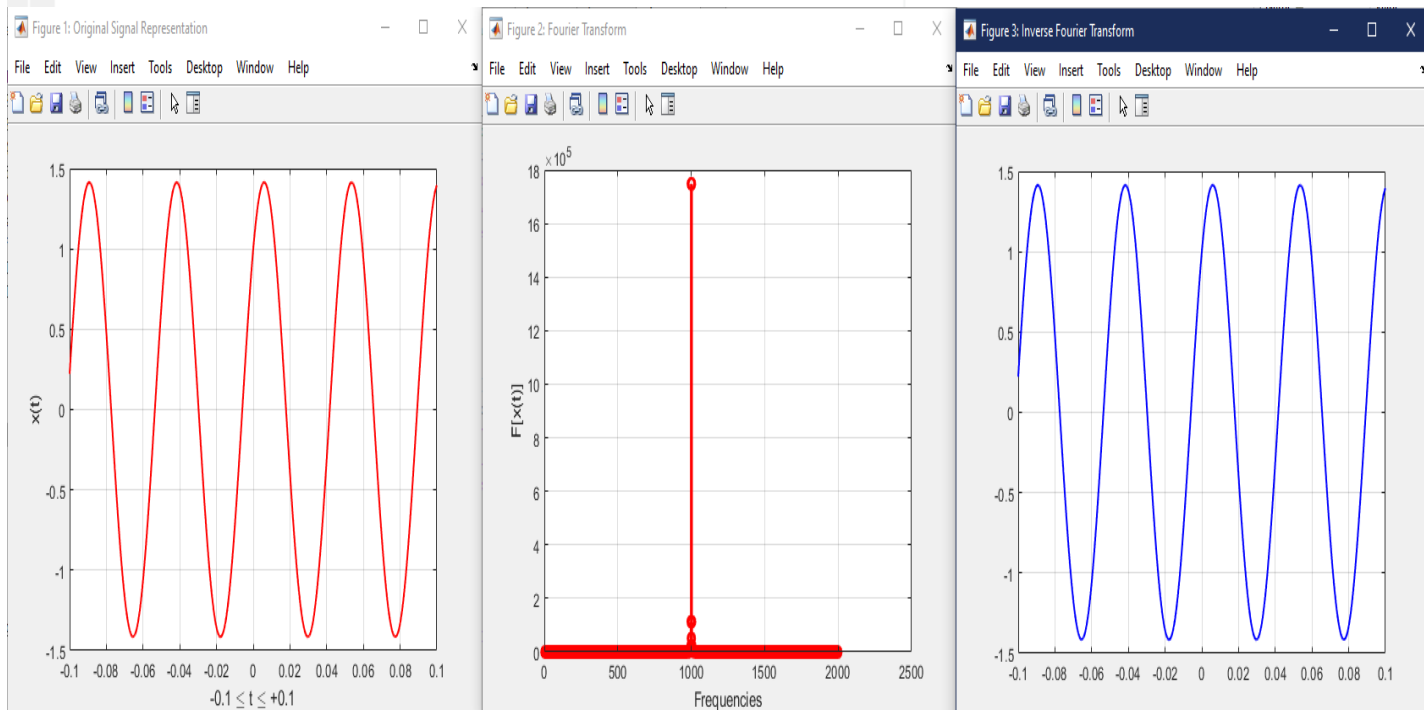 Figure 1: Original Signal Representation
File Edit View Insert Tools Desktop Window Help
1.5
1
0.5
0
-0.5
-1
-1.5
x(t)
-0.1 -0.08 -0.06 -0.04 -0.02 0 0.02 0.04 0.06 0.08 0.1
-0.1 ≤ t ≤ +0.1
Figure 2: Fourier Transform
File Edit View Insert Tools Desktop Window Help
×10^5
18
16
14
12
10
8
6
4
2
0
F[x(t)]
0 500 1000 1500 2000 2500
Frequencies
Figure 3: Inverse Fourier Transform
File Edit View Insert Tools Desktop Window Help
1.5
1
0.5
0
-0.5
-1
-1.5
-0.1 -0.08 -0.06 -0.04 -0.02 0 0.02 0.04 0.06 0.08 0.1